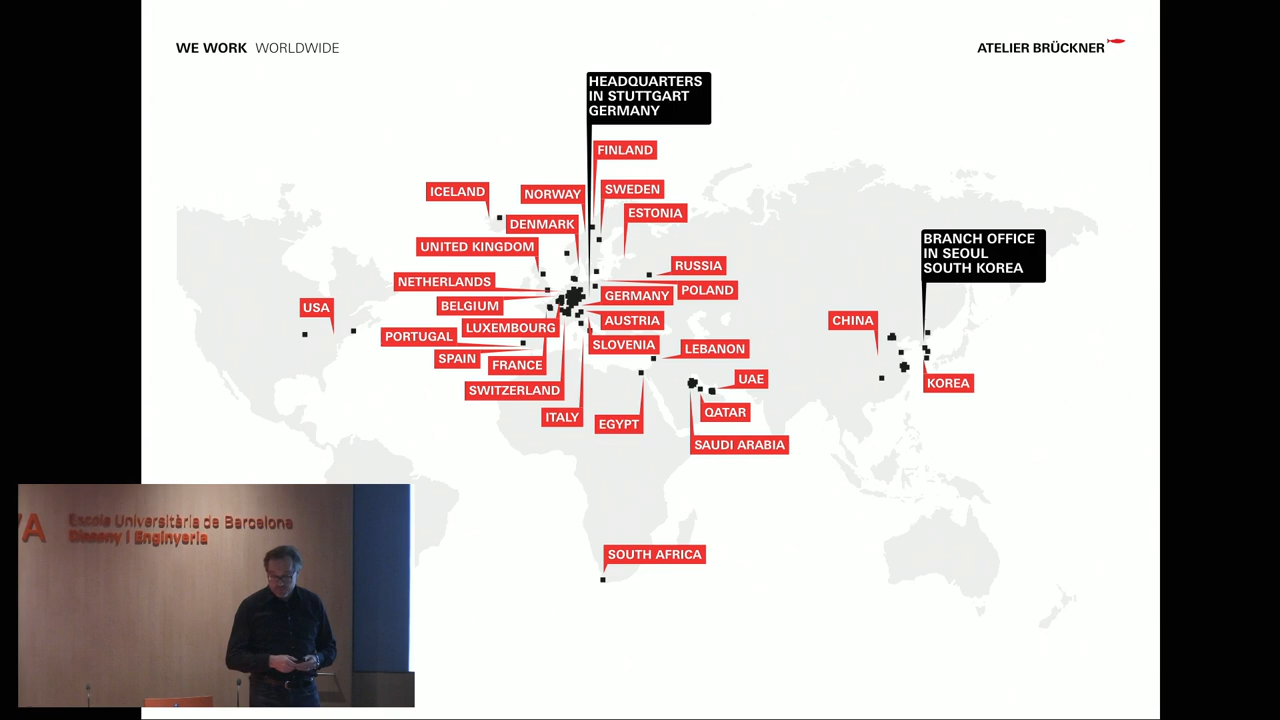 WE WORK WORLDWIDE
ATELIER BRÜCKNER
HEADQUARTERS
IN STUTTGART
GERMANY
FINLAND
ICELAND
NORWAY
SWEDEN
ESTONIA
DENMARK
UNITED KINGDOM
BRANCH OFFICE
IN SEOUL
SOUTH KOREA
RUSSIA
NETHERLANDS
POLAND
GERMANY
BELGIUM
USA
AUSTRIA
CHINA
LUXEMBOURG
PORTUGAL
SLOVENIA
LEBANON
SPAIN
FRANCE
UAE
KOREA
SWITZERLAND
QATAR
ITALY
EGYPT
SAUDI ARABIA
SOUTH AFRICA
Escola Universitària de Barcelona
Disseny i Enginyeria